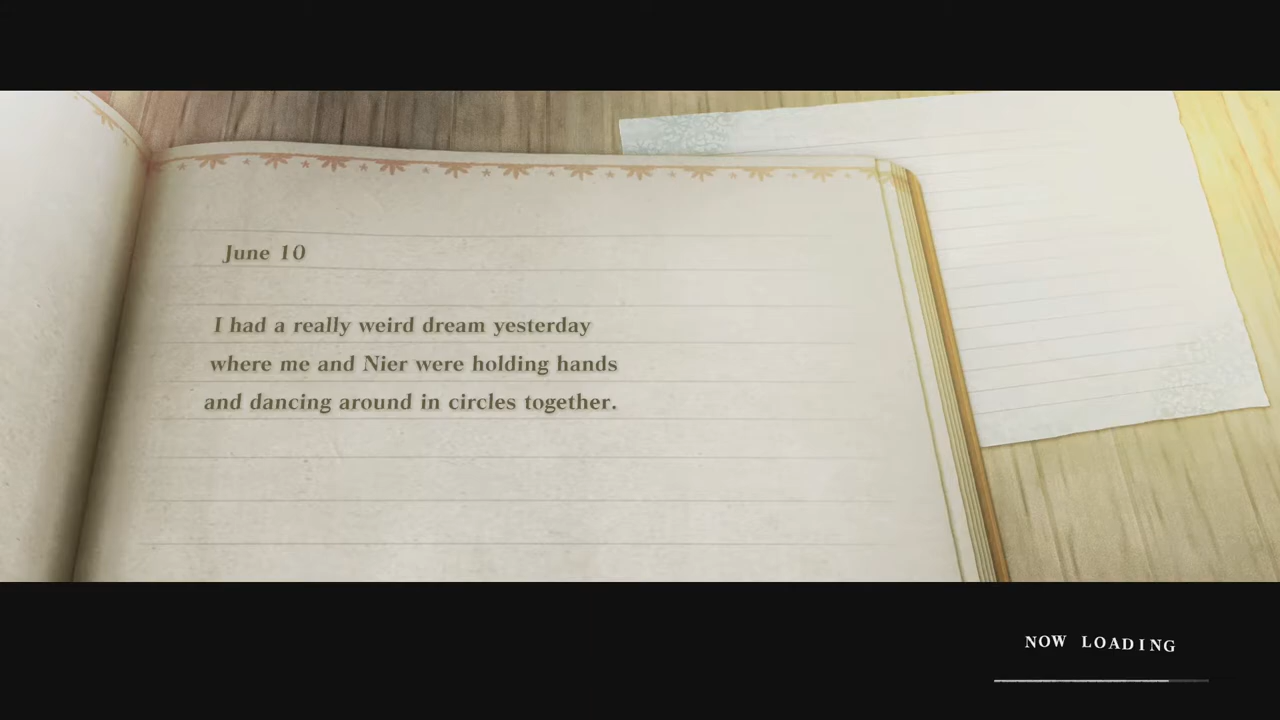 June 10
I had a really weird dream yesterday
where me and Nier were holding hands
and dancing around in circles together.
NOW LOADING